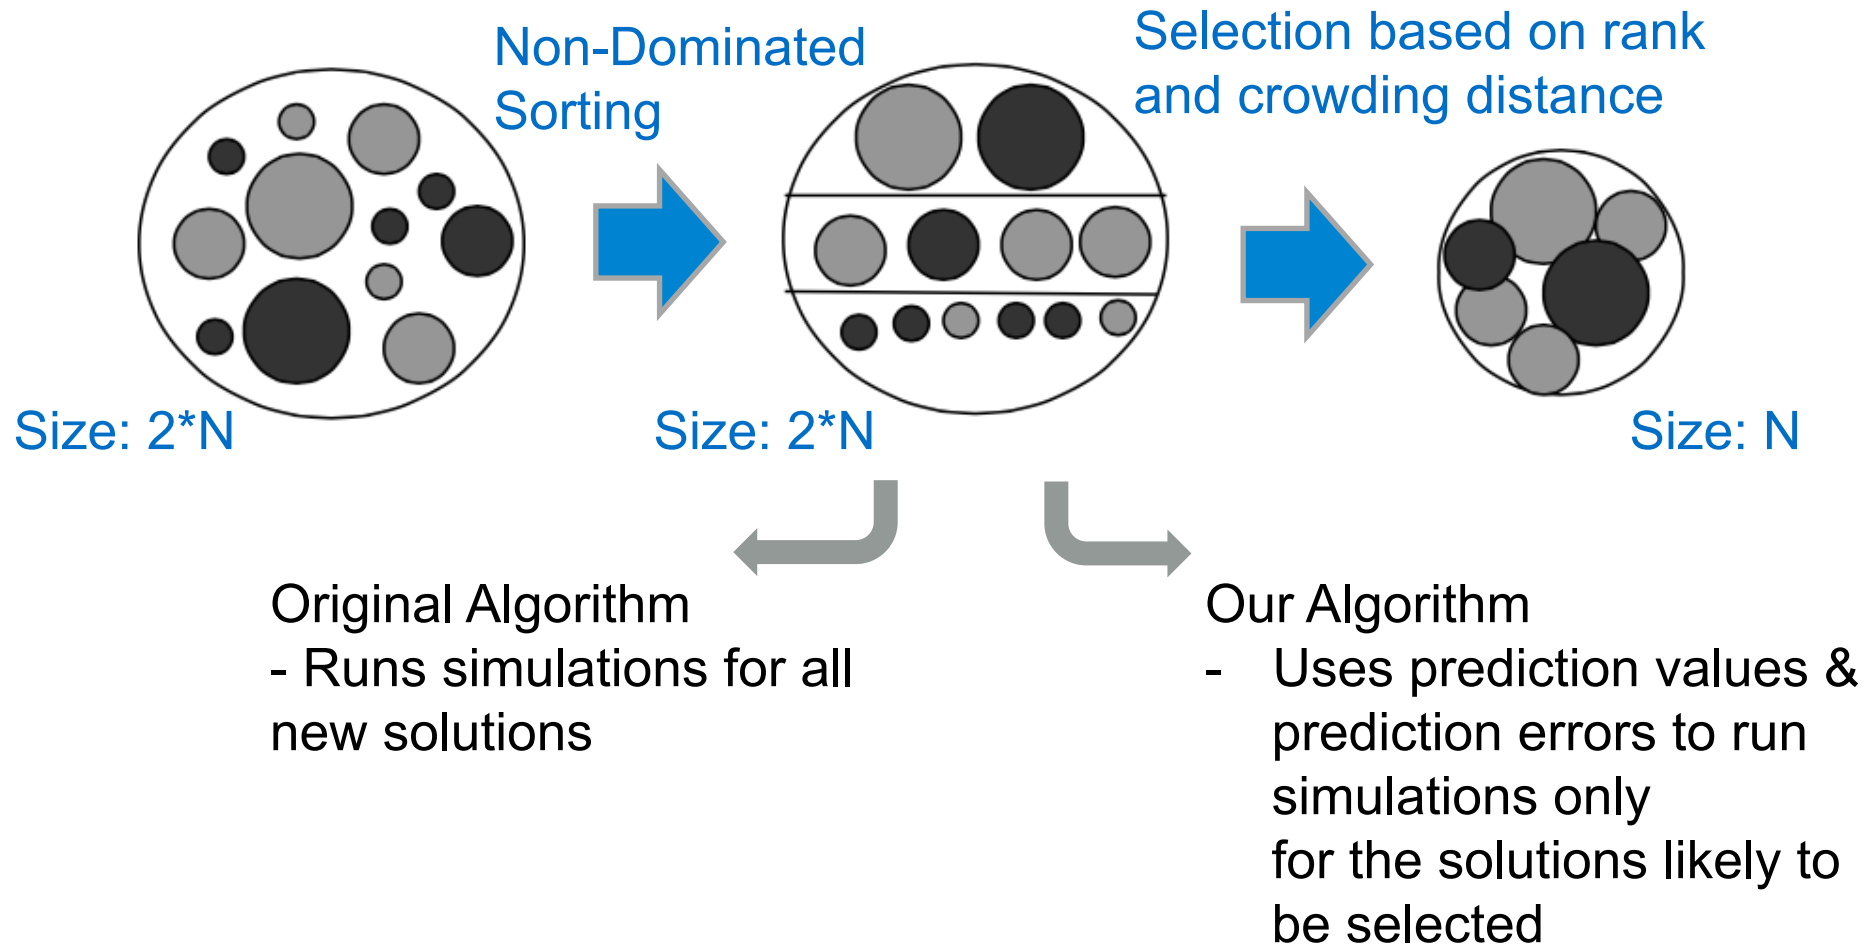 Non-Dominated
Sorting
Selection based on rank
and crowding distance
Size: 2*N
Size: 2*N
Size: N
Original Algorithm
- Runs simulations for all
new solutions
Our Algorithm
- Uses prediction values &
prediction errors to run
simulations only
for the solutions likely to
be selected